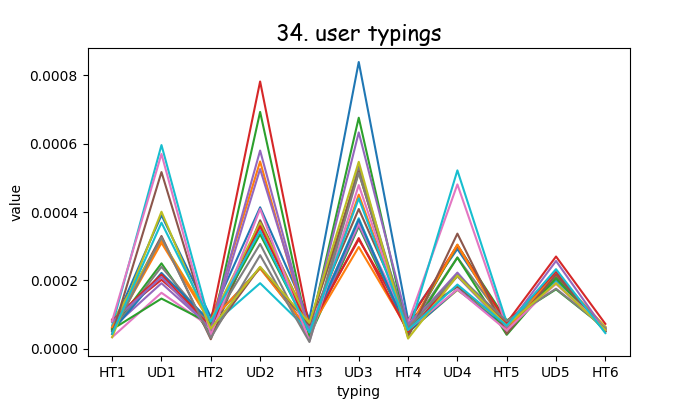 34. user typings
0.0008
0.0006
0.0004
0.0002
0.0000
value
HT1 UD1 HT2 UD2 HT3 UD3 HT4 UD4 HT5 UD5 HT6
typing